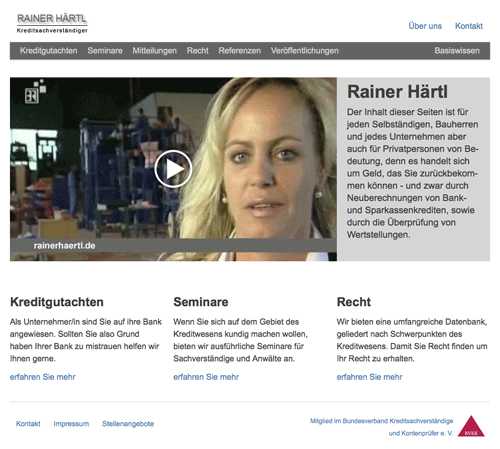 RAINER HÄRTL
Kreditsachverständiger
Über uns Kontakt
Kreditgutachten Seminare Mitteilungen Recht Referenzen Veröffentlichungen Basiswissen
rainerhaertl.de
Rainer Härtl
Der Inhalt dieser Seiten ist für
jeden Selbständigen, Bauherren
und jedes Unternehmen aber
auch für Privatpersonen von Be-
deutung, denn es handelt sich
um Geld, das Sie zurückbekom-
men können - und zwar durch
Neuberechnungen von Bank-
und Sparkassenkrediten, sowie
durch die Überprüfung von
Wertstellungen.
Kreditgutachten
Als Unternehmer/in sind Sie auf ihre Bank
angewiesen. Sollten Sie also Grund
haben Ihrer Bank zu mistrauen helfen wir
Ihnen gerne.
erfahren Sie mehr
Seminare
Wenn Sie sich auf dem Gebiet des
Kreditwesens kundig machen wollen,
bieten wir ausführliche Seminare für
Sachverständige und Anwälte an.
erfahren Sie mehr
Recht
Wir bieten eine umfangreiche Datenbank,
geliedert nach Schwerpunkten des
Kreditwesens. Damit Sie Recht finden um
Ihr Recht zu erhalten.
erfahren Sie mehr
Kontakt Impressum Stellenangebote
Mitglied im Bundesverband Kreditsachverständige
und Kontenprüfer e. V.
BVKK